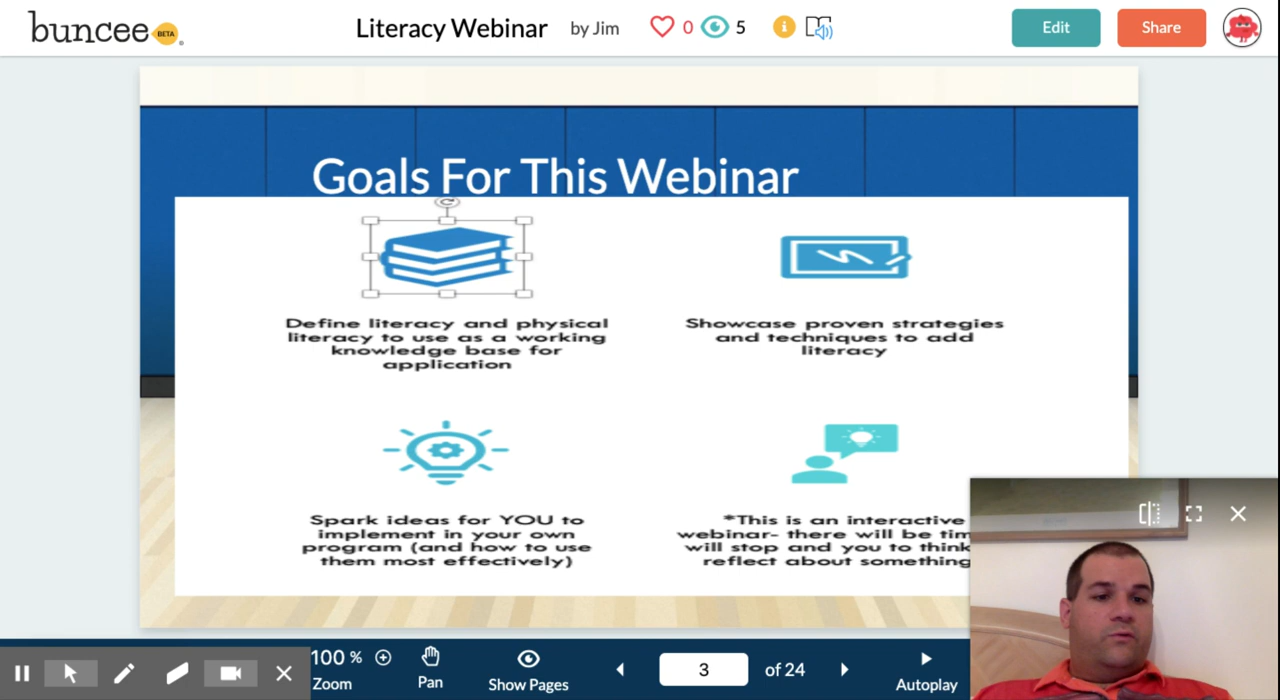 buncee BETA
Literacy Webinar by Jim 0 5
Edit
Share
Goals For This Webinar
Define literacy and physical
literacy to use as a working
knowledge base for
application
Showcase proven strategies
and techniques to add
literacy
Spark ideas for YOU to
implement in your own
program (and how to use
them most effectively)
*This is an interactive
webinar- there will be
will stop and you to think
reflect about something
100 %
Zoom
Pan
Show Pages
3 of 24
Autoplay